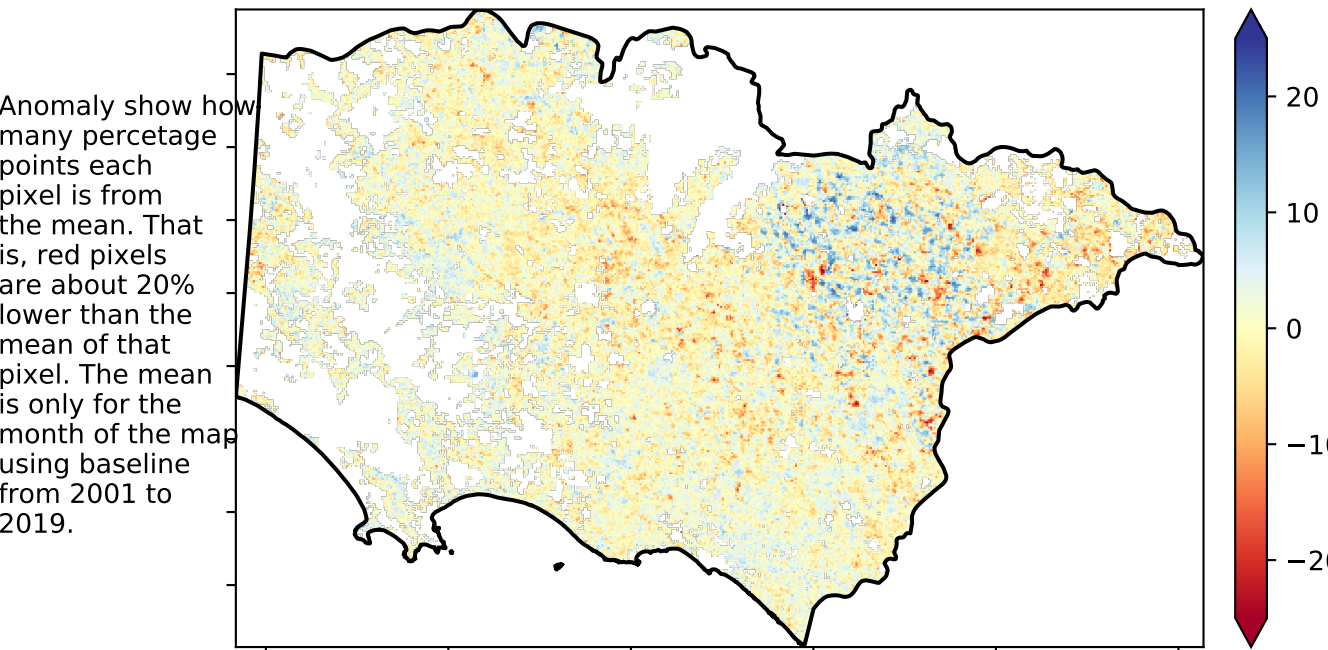 Anomaly show how
many percetage
points each
pixel is from
the mean. That
is, red pixels
are about 20%
lower than the
mean of that
pixel. The mean
is only for the
month of the map
using baseline
from 2001 to
2019.
20
10
0
−10
−20